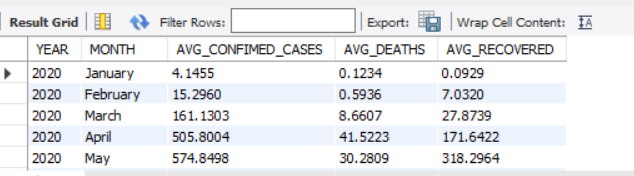 Result Grid Filter Rows: Export: Wrap Cell Content: IA
YEAR MONTH AVG_CONFIMED_CASES AVG_DEATHS AVG_RECOVERED
2020 January 4.1455 0.1234 0.0929
2020 February 15.2960 0.5936 7.0320
2020 March 161.1303 8.6607 27.8739
2020 April 505.8004 41.5223 171.6422
2020 May 574.8498 30.2809 318.2964